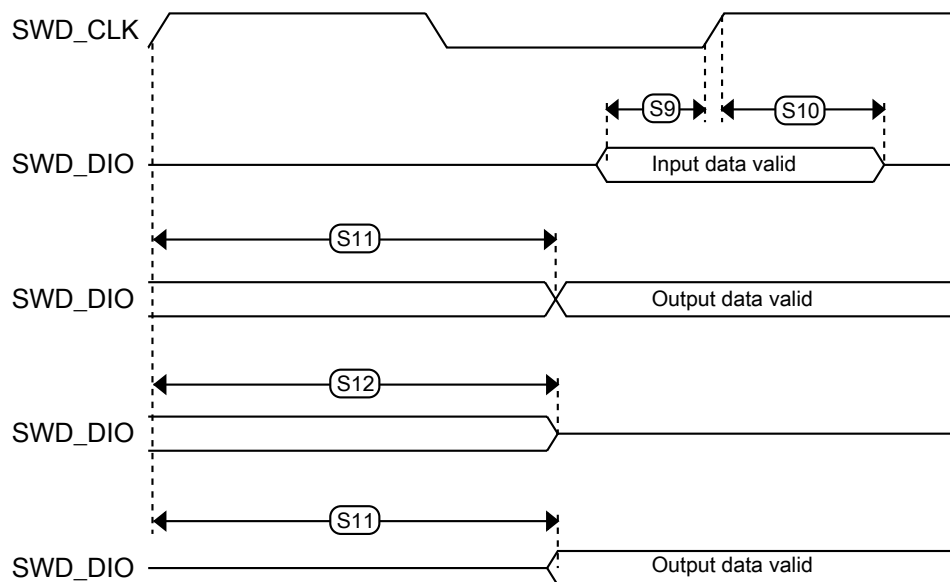 SWD_CLK
S9
S10
SWD_DIO
Input data valid
S11
SWD_DIO
Output data valid
S12
SWD_DIO
S11
SWD_DIO
Output data valid